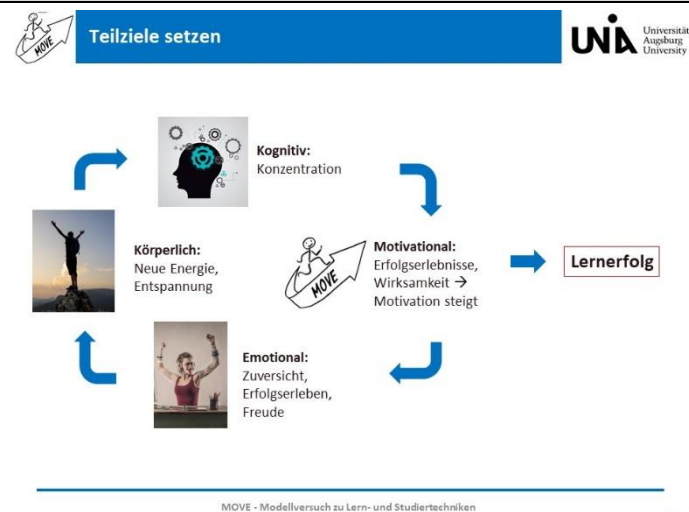 MOVE
Teilziele setzen
UNIA
Universität
Augsburg
University
Kognitiv:
Konzentration
Körperlich:
Neue Energie,
Entspannung
MOVE
Motivational:
Erfolgserlebnisse,
Wirksamkeit →
Motivation steigt
Lernerfolg
Emotional:
Zuversicht,
Erfolgserleben,
Freude
MOVE - Modellversuch zu Lern- und Studiertechniken